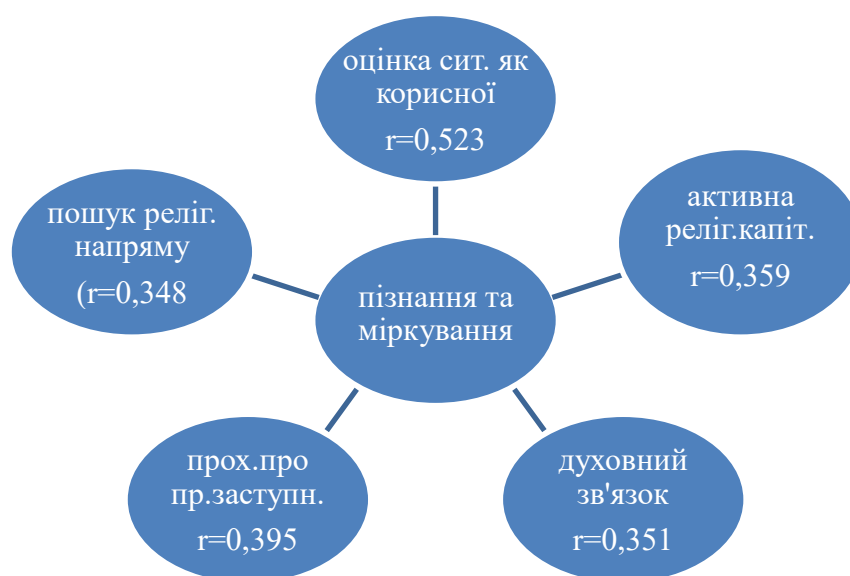 оцінка сит. як
корисної
r=0,523
активна
реліг.капіт.
r=0,359
пошук реліг.
напряму
(r=0,348
пізнання та
міркування
прох.про
пр.заступн.
r=0,395
духовний
зв'язок
r=0,351